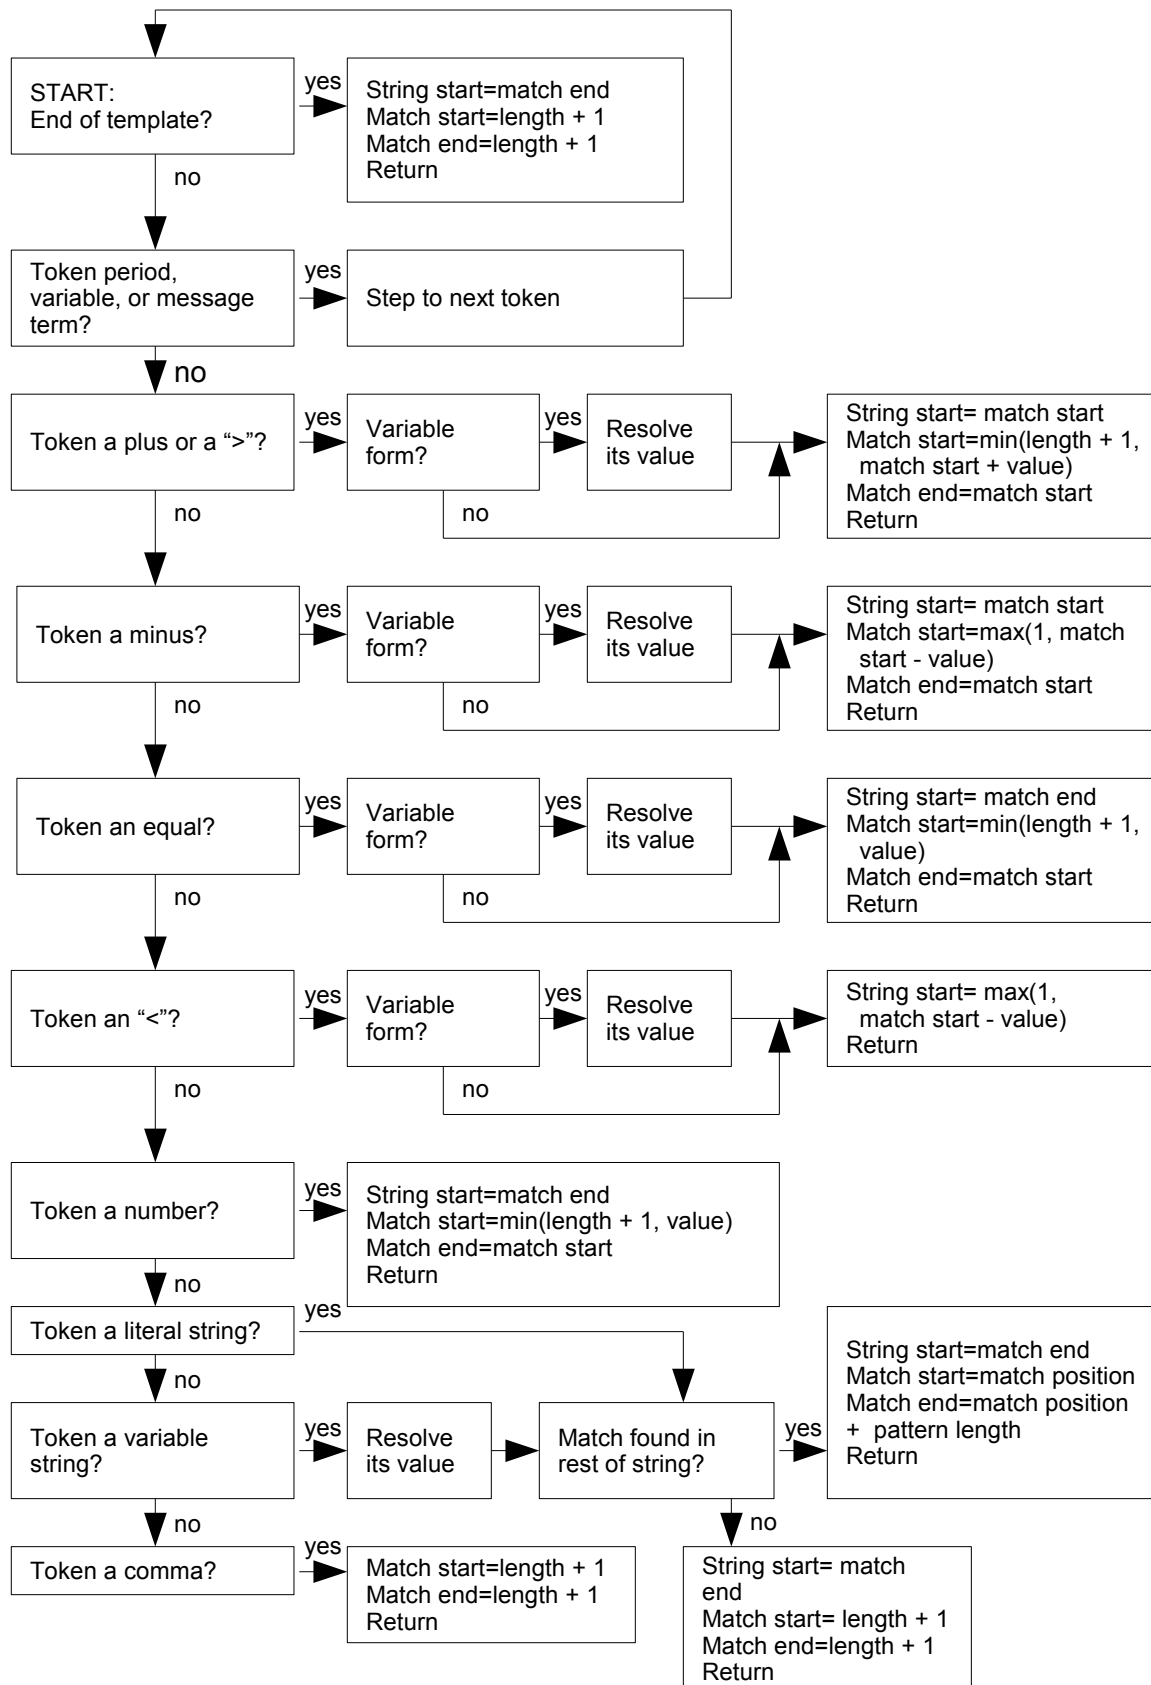 START:
End of template?
yes
String start=match end
Match start=length + 1
Match end=length + 1
Return
no
Token period,
variable, or message
term?
yes
Step to next token
no
Token a plus or a “>”?
yes
Variable
form?
yes
Resolve
its value
String start= match start
Match start=min(length + 1,
match start + value)
Match end=match start
Return
no
no
Token a minus?
yes
Variable
form?
yes
Resolve
its value
String start= match start
Match start=max(1, match
start - value)
Match end=match start
Return
no
no
Token an equal?
yes
Variable
form?
yes
Resolve
its value
String start= match end
Match start=min(length + 1,
value)
Match end=match start
Return
no
no
Token an “<”?
yes
Variable
form?
yes
Resolve
its value
String start= max(1,
match start - value)
Return
no
no
Token a number?
yes
String start=match end
Match start=min(length + 1, value)
Match end=match start
Return
no
Token a literal string?
yes
no
Token a variable
string?
yes
Resolve
its value
Match found in
rest of string?
yes
String start=match end
Match start=match position
Match end=match position
+ pattern length
Return
no
no
Token a comma?
yes
Match start=length + 1
Match end=length + 1
Return
String start= match
end
Match start= length + 1
Match end=length + 1
Return